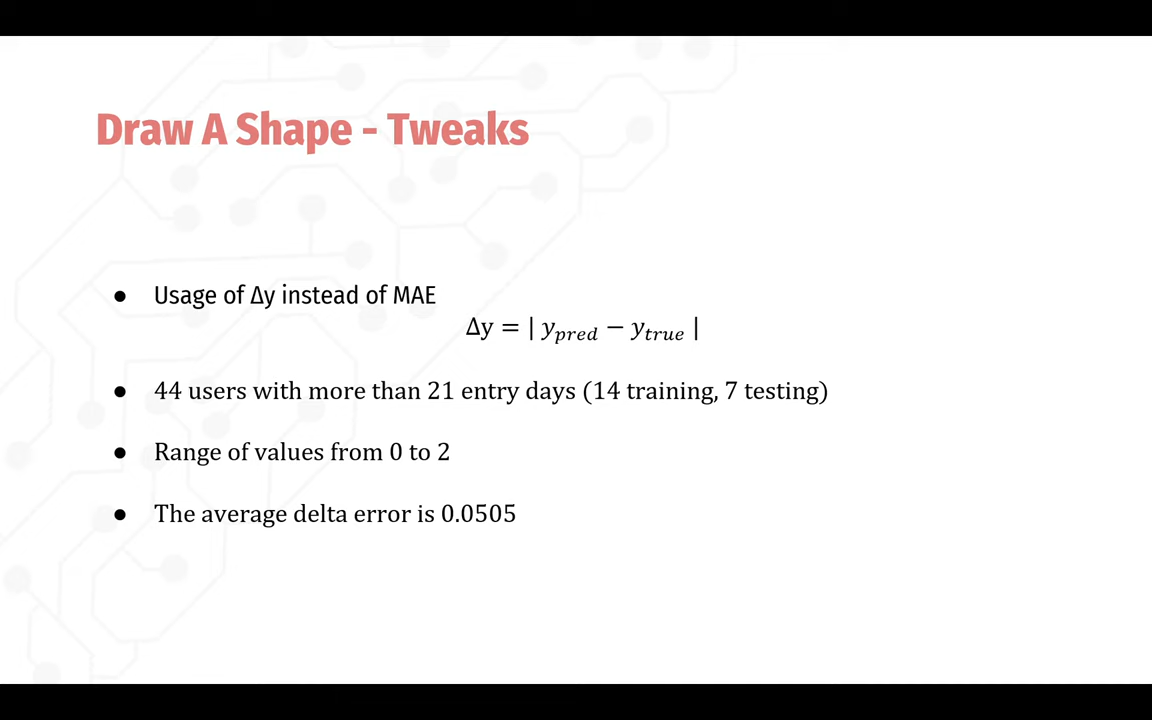 Draw A Shape - Tweaks
● Usage of Δy instead of MAE
Δy = | y_pred − y_true |
● 44 users with more than 21 entry days (14 training, 7 testing)
● Range of values from 0 to 2
● The average delta error is 0.0505